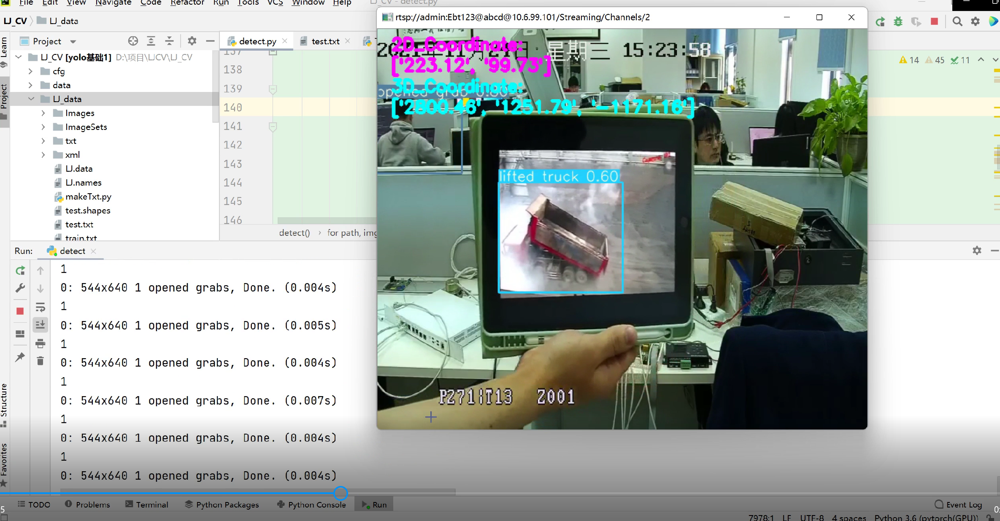 File Edit View Navigate Code Refactor Run Tools VCS Window Help LJ_CV - detect.py
LJ_CV LJ_data
rtsp://admin:Ebt123@abcd@10.6.99.101/Streaming/Channels/2
Learn
Project
Project
detect.py
test.txt
LJ_CV [yolo基础1] D:\项目\LJCV\LJ_CV
cfg
data
LJ_data
Images
ImageSets
txt
xml
LJ.data
LJ.names
makeTxt.py
test.shapes
test.txt
train.txt
137
138
139
140
141
142
143
144
145
146
detect() for path, img
14 45 11
2D_Coordinate:
星期三 15:23:58
['223.12', '99.73']
3D_Coordinate:
opened grab 0.80
['2800.46', '1251.79', '-1171.16']
lifted truck 0.60
P271 T13 Z001
Run: detect
1
0: 544x640 1 opened grabs, Done. (0.004s)
1
0: 544x640 1 opened grabs, Done. (0.005s)
1
0: 544x640 1 opened grabs, Done. (0.004s)
1
0: 544x640 1 opened grabs, Done. (0.007s)
1
0: 544x640 1 opened grabs, Done. (0.004s)
1
0: 544x640 1 opened grabs, Done. (0.004s)
Structure
Favorites
TODO Problems Terminal Python Packages Python Console Run Event Log
5
7978:1 LF UTF-8 4 spaces Python 3.6 (pytorch(GPU))